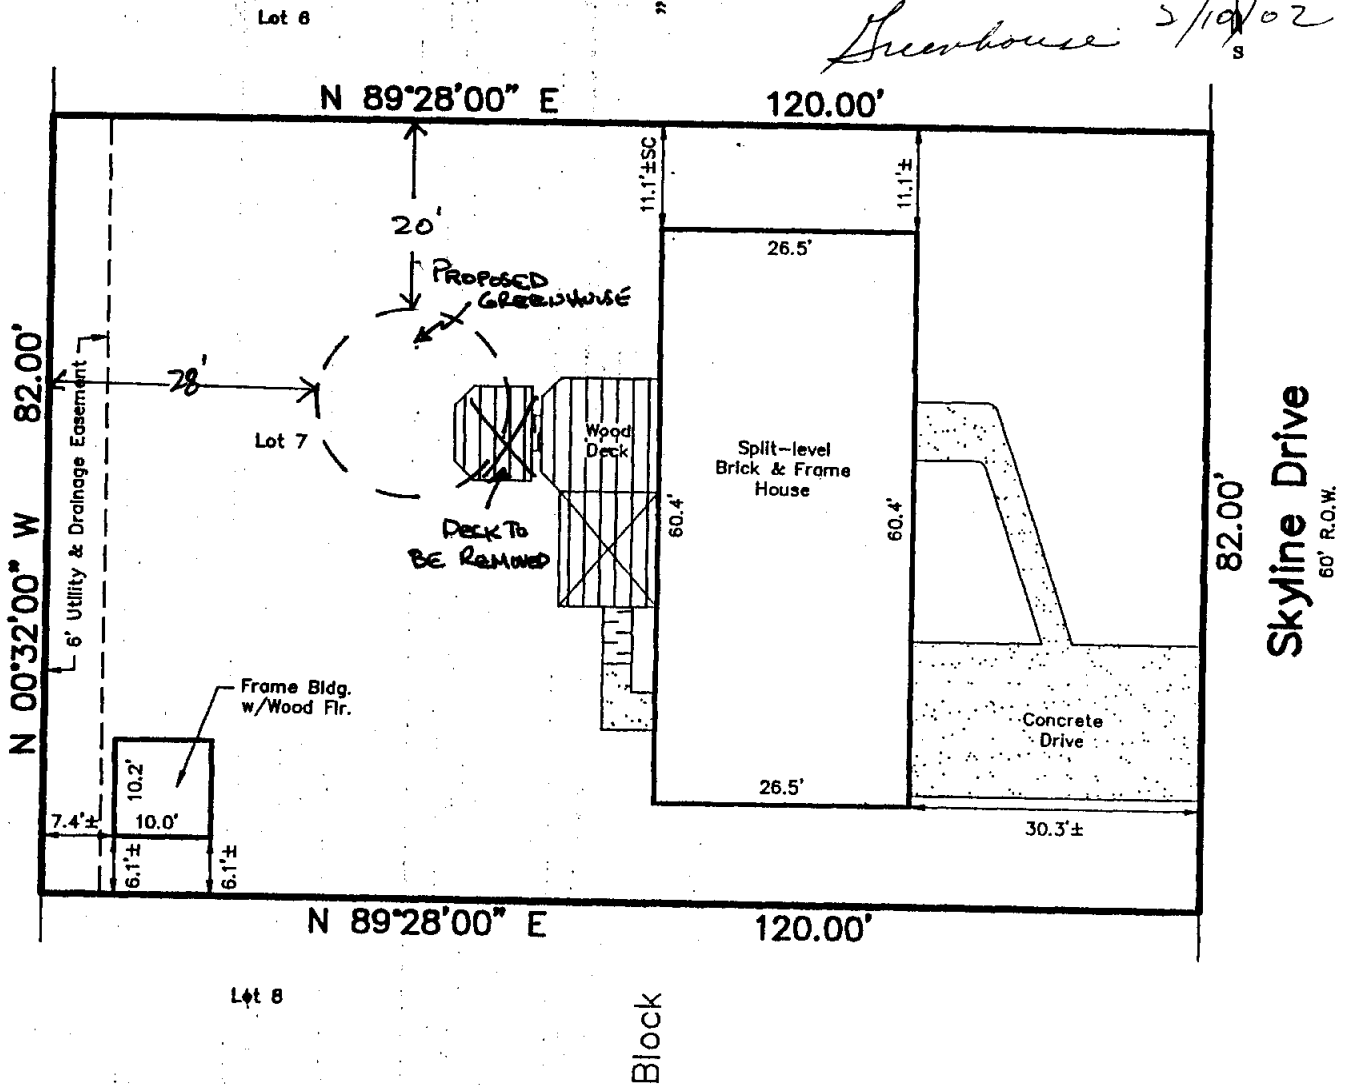 Lot 6
"
Greenhouse
S
N 89°28'00" E
120.00'
11.1'±SC
11.1'±
20'
26.5'
PROPOSED
GREENHOUSE
N 00°32'00" W
82.00'
6' Utility & Drainage Easement
28'
Lot 7
Wood
Deck
Split-level
Brick & Frame
House
60.4'
60.4'
DECK TO
BE REMOVED
82.00'
Skyline Drive
60' R.O.W.
Frame Bldg.
w/Wood Flr.
Concrete
Drive
10.2'
10.0'
7.4'±
6.1'±
6.1'±
26.5'
30.3'±
N 89°28'00" E
120.00'
Lot 8
Block